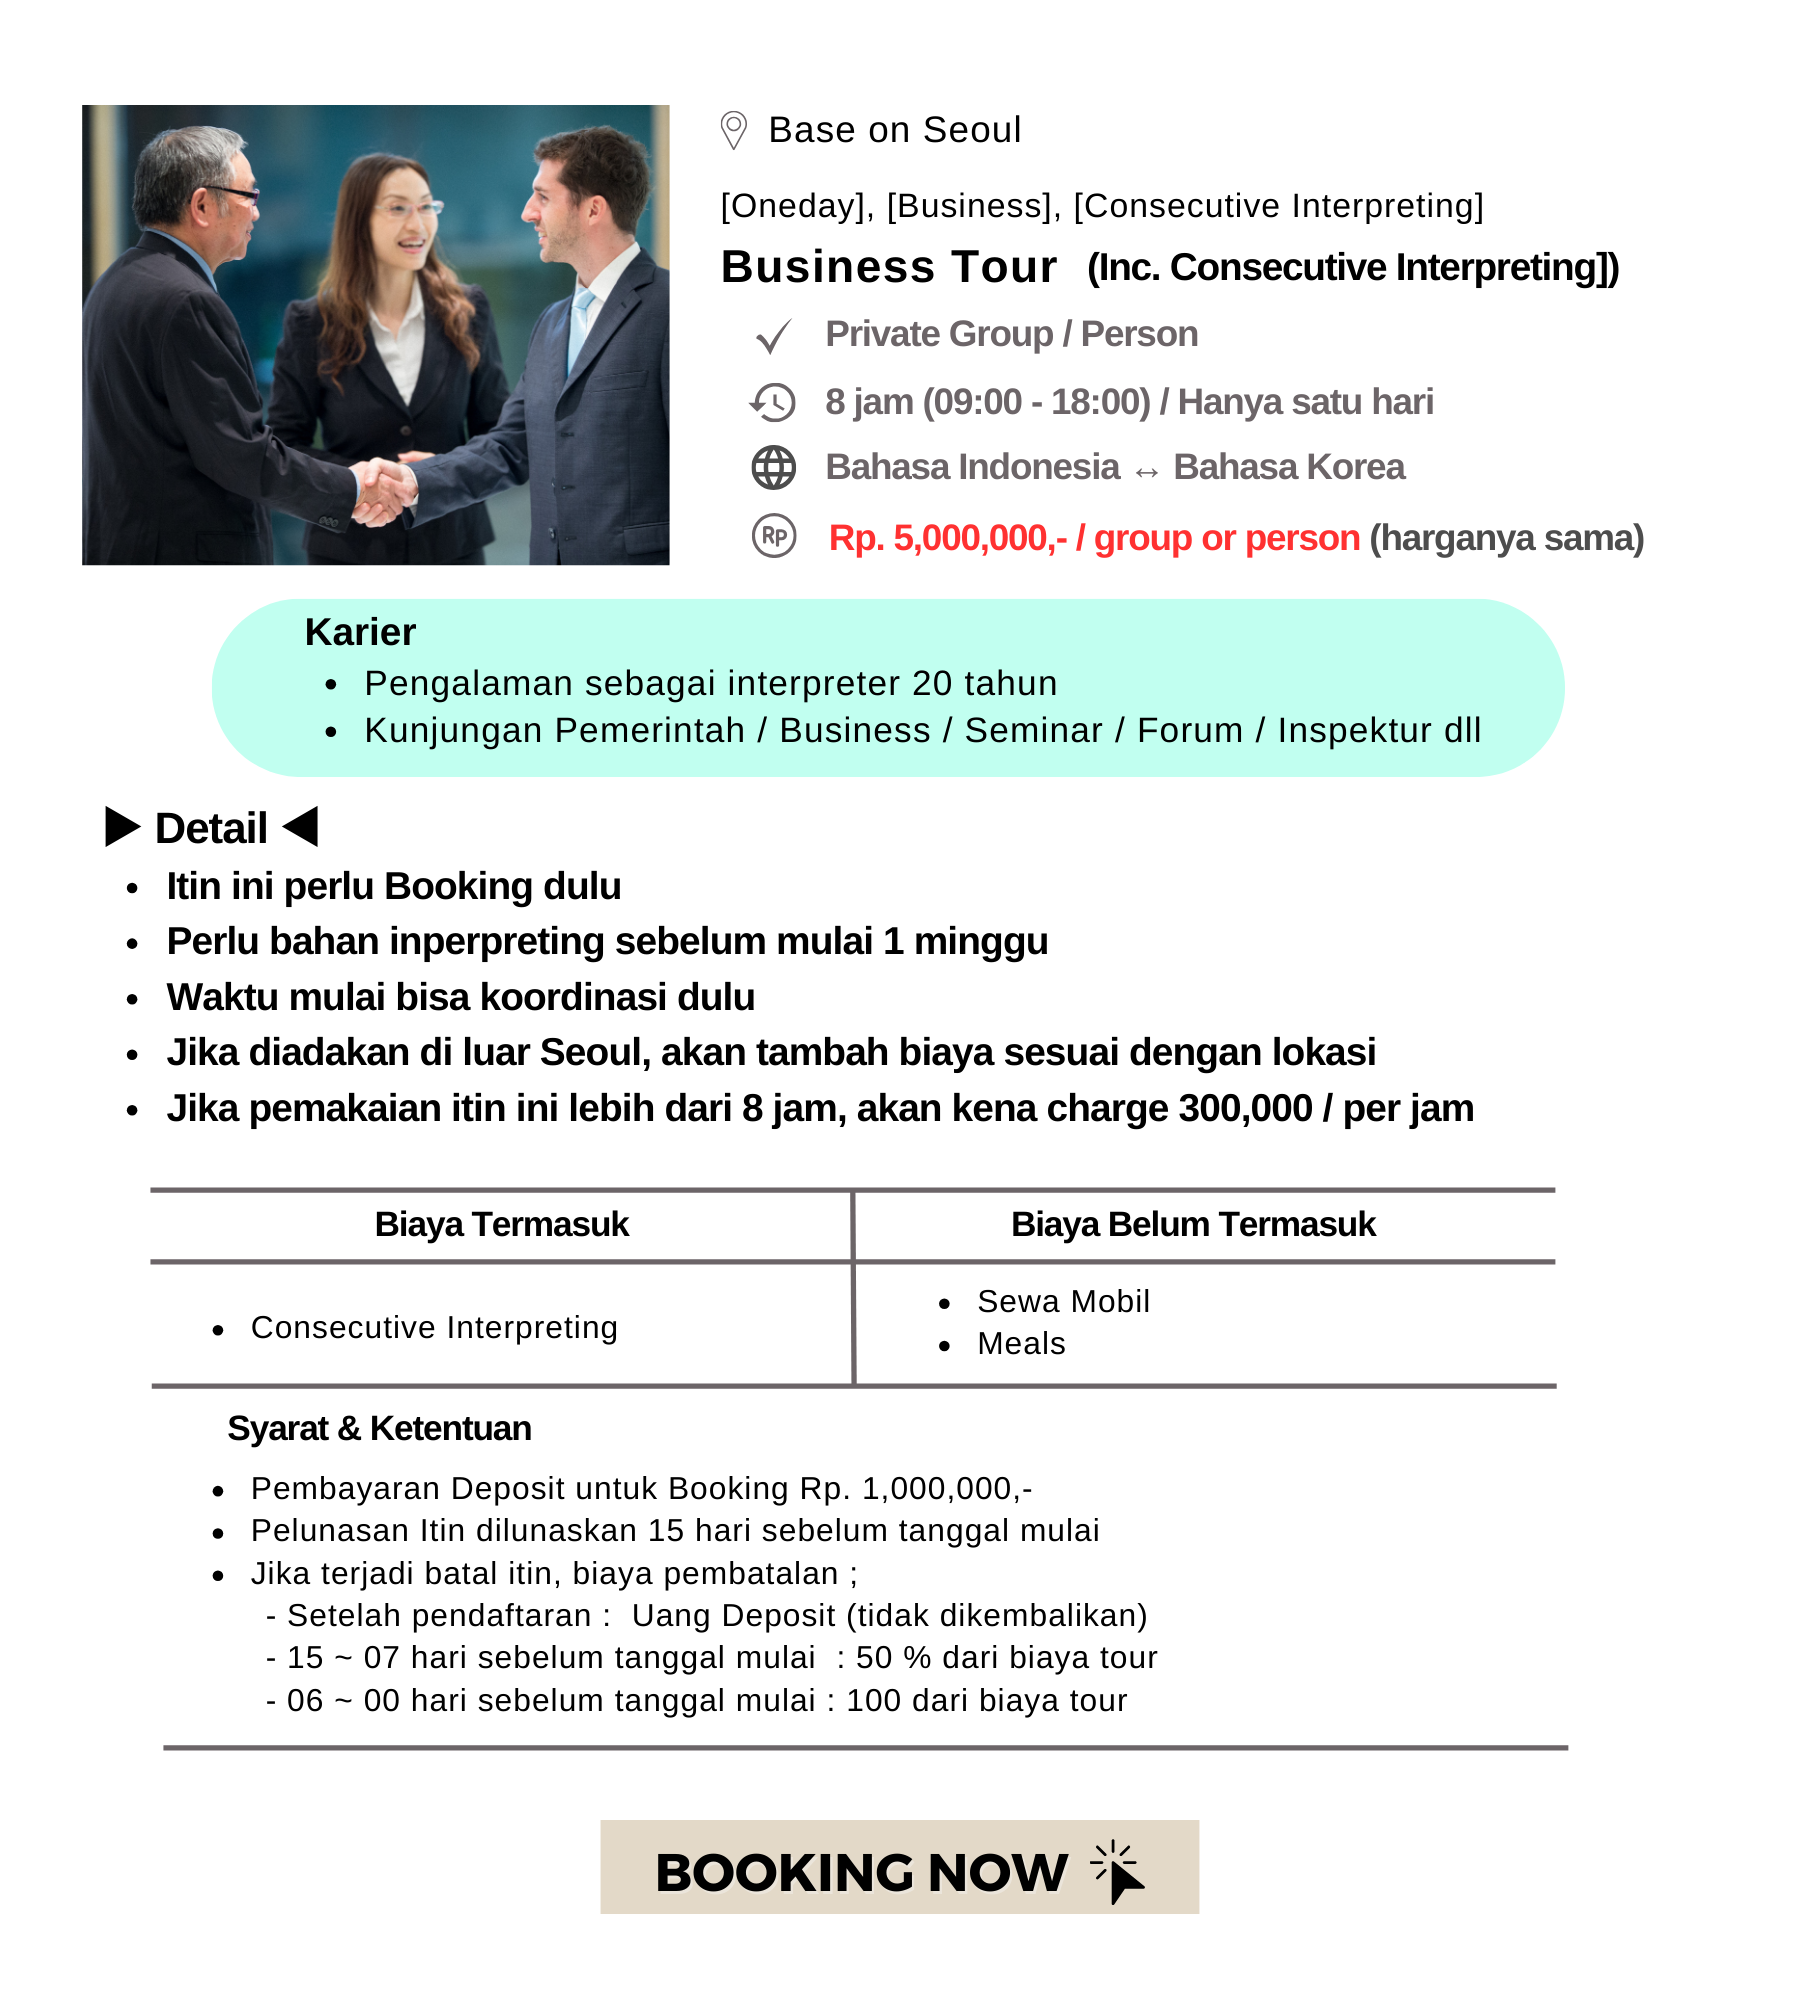 Base on Seoul
[Oneday], [Business], [Consecutive Interpreting]
Business Tour (Inc. Consecutive Interpreting])
Private Group / Person
8 jam (09:00 - 18:00) / Hanya satu hari
Bahasa Indonesia ↔ Bahasa Korea
RP Rp. 5,000,000,- / group or person (harganya sama)
Karier
• Pengalaman sebagai interpreter 20 tahun
• Kunjungan Pemerintah / Business / Seminar / Forum / Inspektur dll
▶ Detail ◀
• Itin ini perlu Booking dulu
• Perlu bahan inperpreting sebelum mulai 1 minggu
• Waktu mulai bisa koordinasi dulu
• Jika diadakan di luar Seoul, akan tambah biaya sesuai dengan lokasi
• Jika pemakaian itin ini lebih dari 8 jam, akan kena charge 300,000 / per jam
Biaya Termasuk
Biaya Belum Termasuk
• Consecutive Interpreting
• Sewa Mobil
• Meals
Syarat & Ketentuan
• Pembayaran Deposit untuk Booking Rp. 1,000,000,-
• Pelunasan Itin dilunaskan 15 hari sebelum tanggal mulai
• Jika terjadi batal itin, biaya pembatalan ;
- Setelah pendaftaran : Uang Deposit (tidak dikembalikan)
- 15 ~ 07 hari sebelum tanggal mulai : 50 % dari biaya tour
- 06 ~ 00 hari sebelum tanggal mulai : 100 dari biaya tour
BOOKING NOW